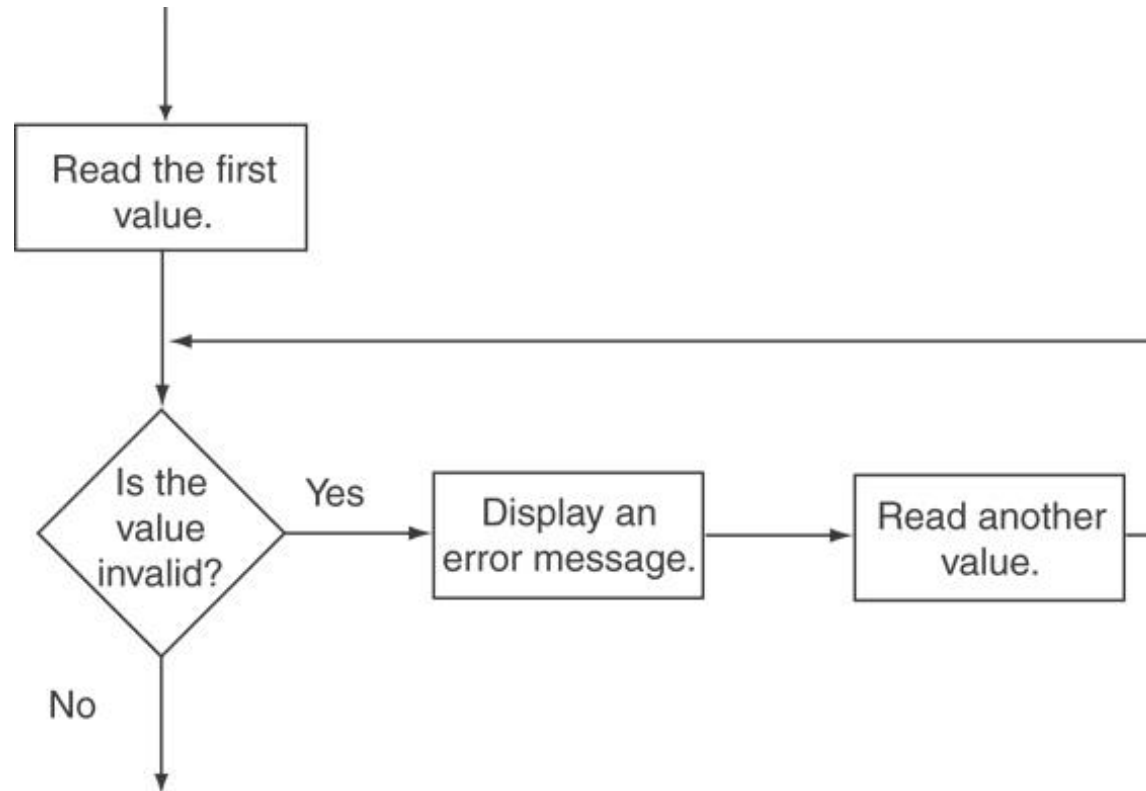 Read the first
value.
Is the
value
invalid?
Yes
Display an
error message.
Read another
value.
No